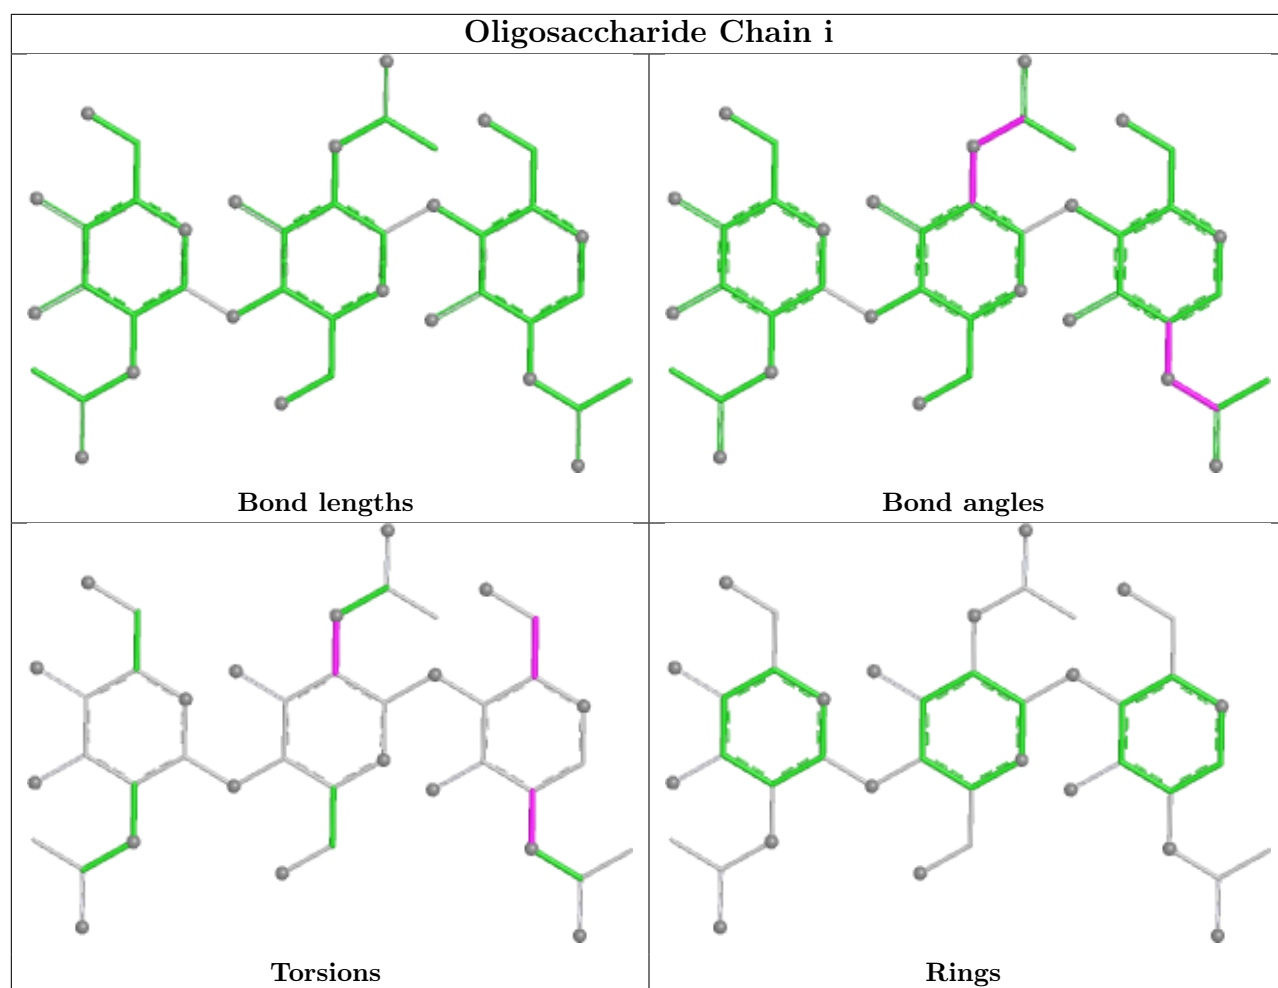 Oligosaccharide Chain i
Bond lengths
Bond angles
Torsions
Rings